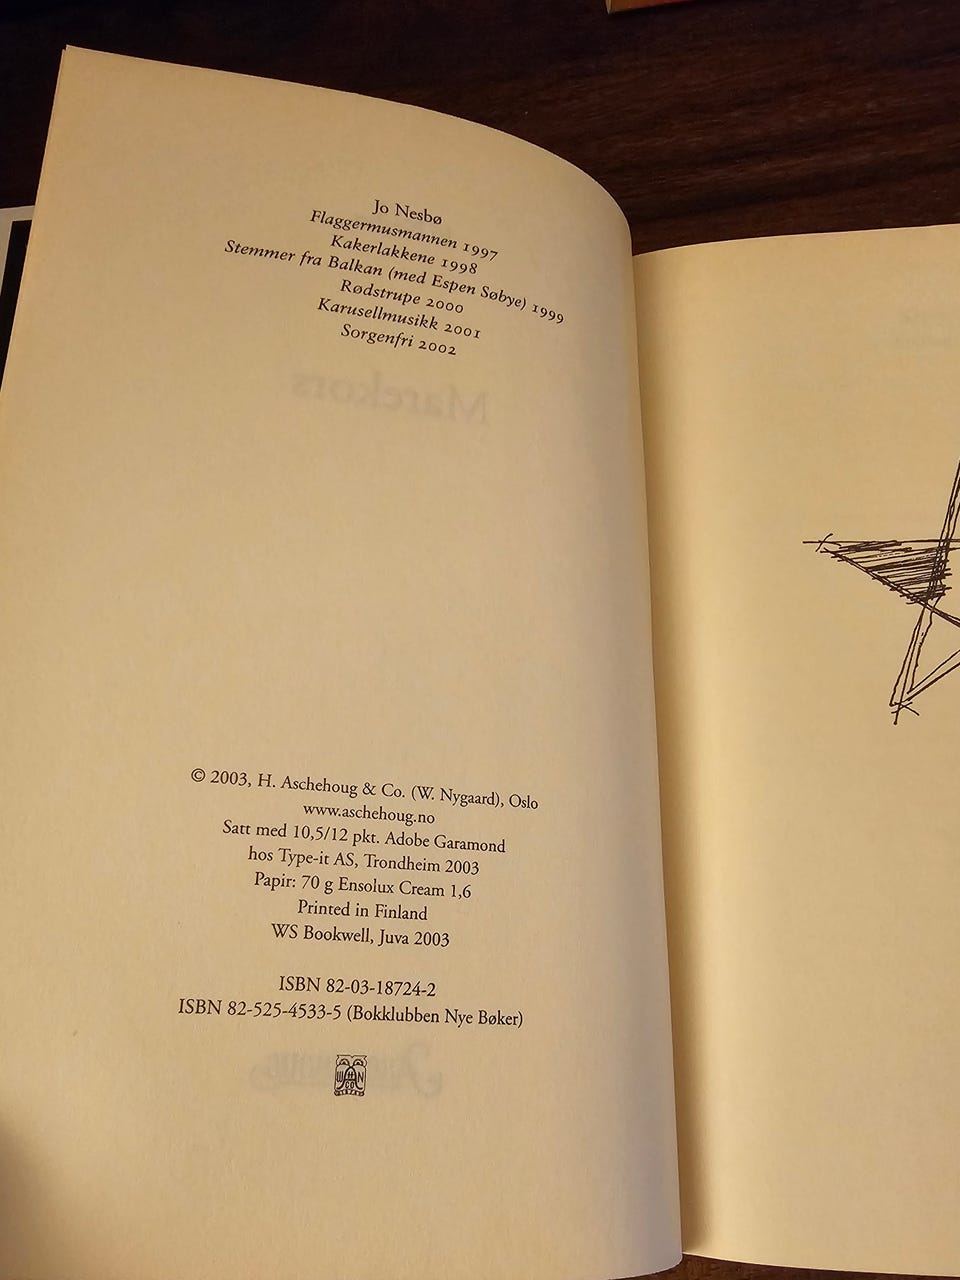 Jo Nesbø
Flaggermusmannen 1997
Kakerlakkene 1998
Stemmer fra Balkan (med Espen Søbye) 1999
Rødstrupe 2000
Karusellmusikk 2001
Sorgenfri 2002
Marekors
© 2003, H. Aschehoug & Co. (W. Nygaard), Oslo
www.aschehoug.no
Satt med 10,5/12 pkt. Adobe Garamond
hos Type-it AS, Trondheim 2003
Papir: 70 g Ensolux Cream 1,6
Printed in Finland
WS Bookwell, Juva 2003
ISBN 82-03-18724-2
ISBN 82-525-4533-5 (Bokklubben Nye Bøker)